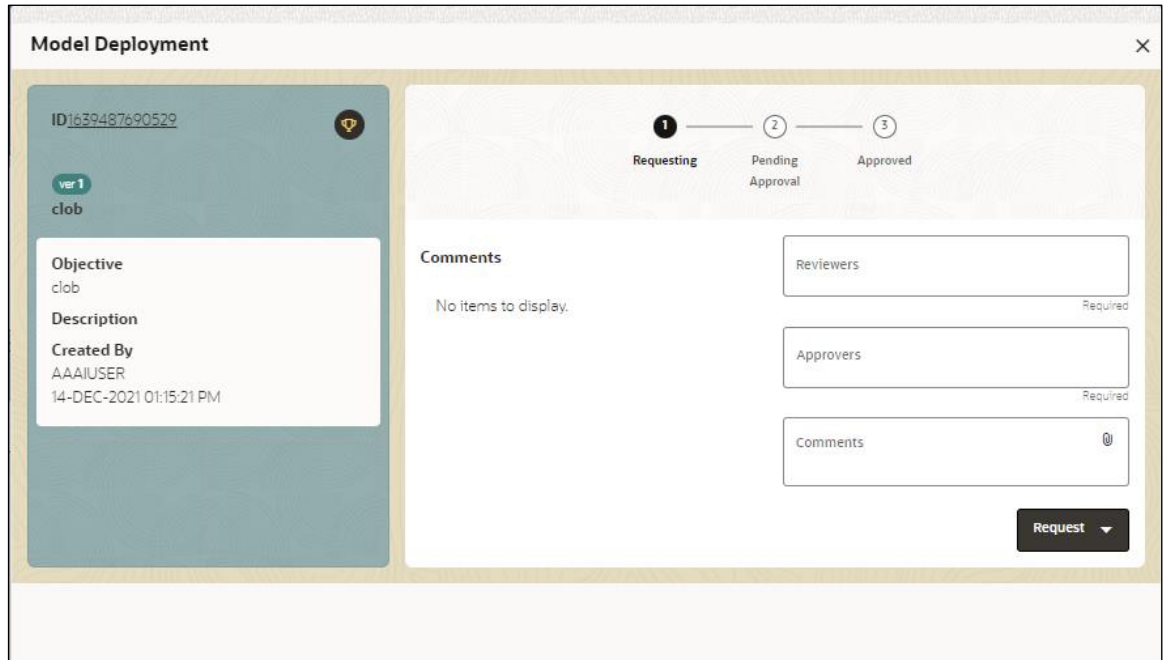 Model Deployment
ID1639487690529
ver 1
clob
Objective
clob
Description
Created By
AAAIUSER
14-DEC-2021 01:15:21 PM
1
2
3
Requesting
Pending
Approval
Approved
Comments
No items to display.
Reviewers
Required
Approvers
Required
Comments
Request